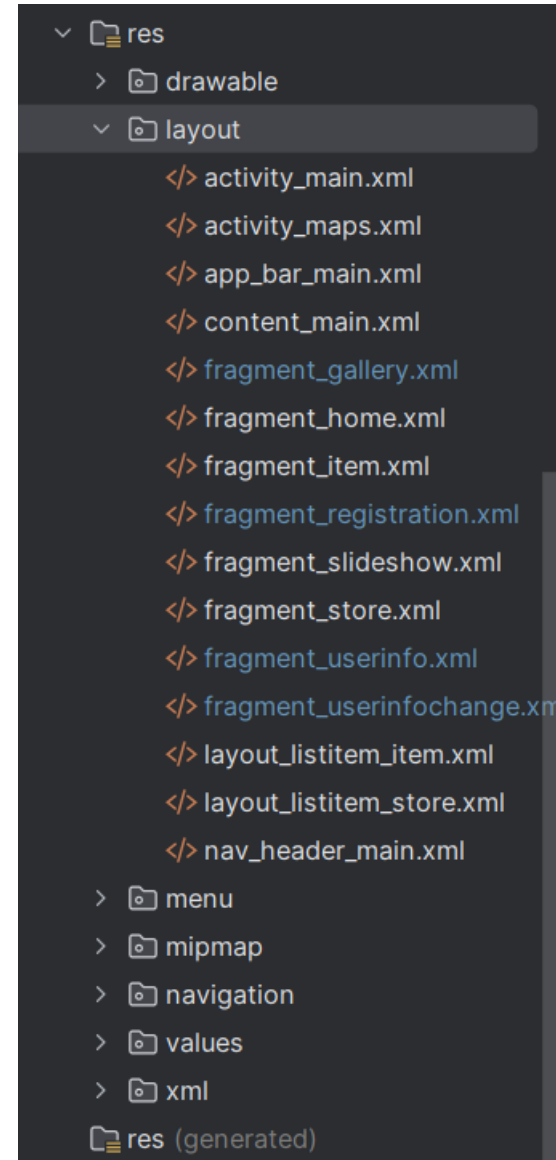 res
drawable
layout
activity_main.xml
activity_maps.xml
app_bar_main.xml
content_main.xml
fragment_gallery.xml
fragment_home.xml
fragment_item.xml
fragment_registration.xml
fragment_slideshow.xml
fragment_store.xml
fragment_userinfo.xml
fragment_userinfochange.xm
layout_listitem_item.xml
layout_listitem_store.xml
nav_header_main.xml
menu
mipmap
navigation
values
xml
res (generated)